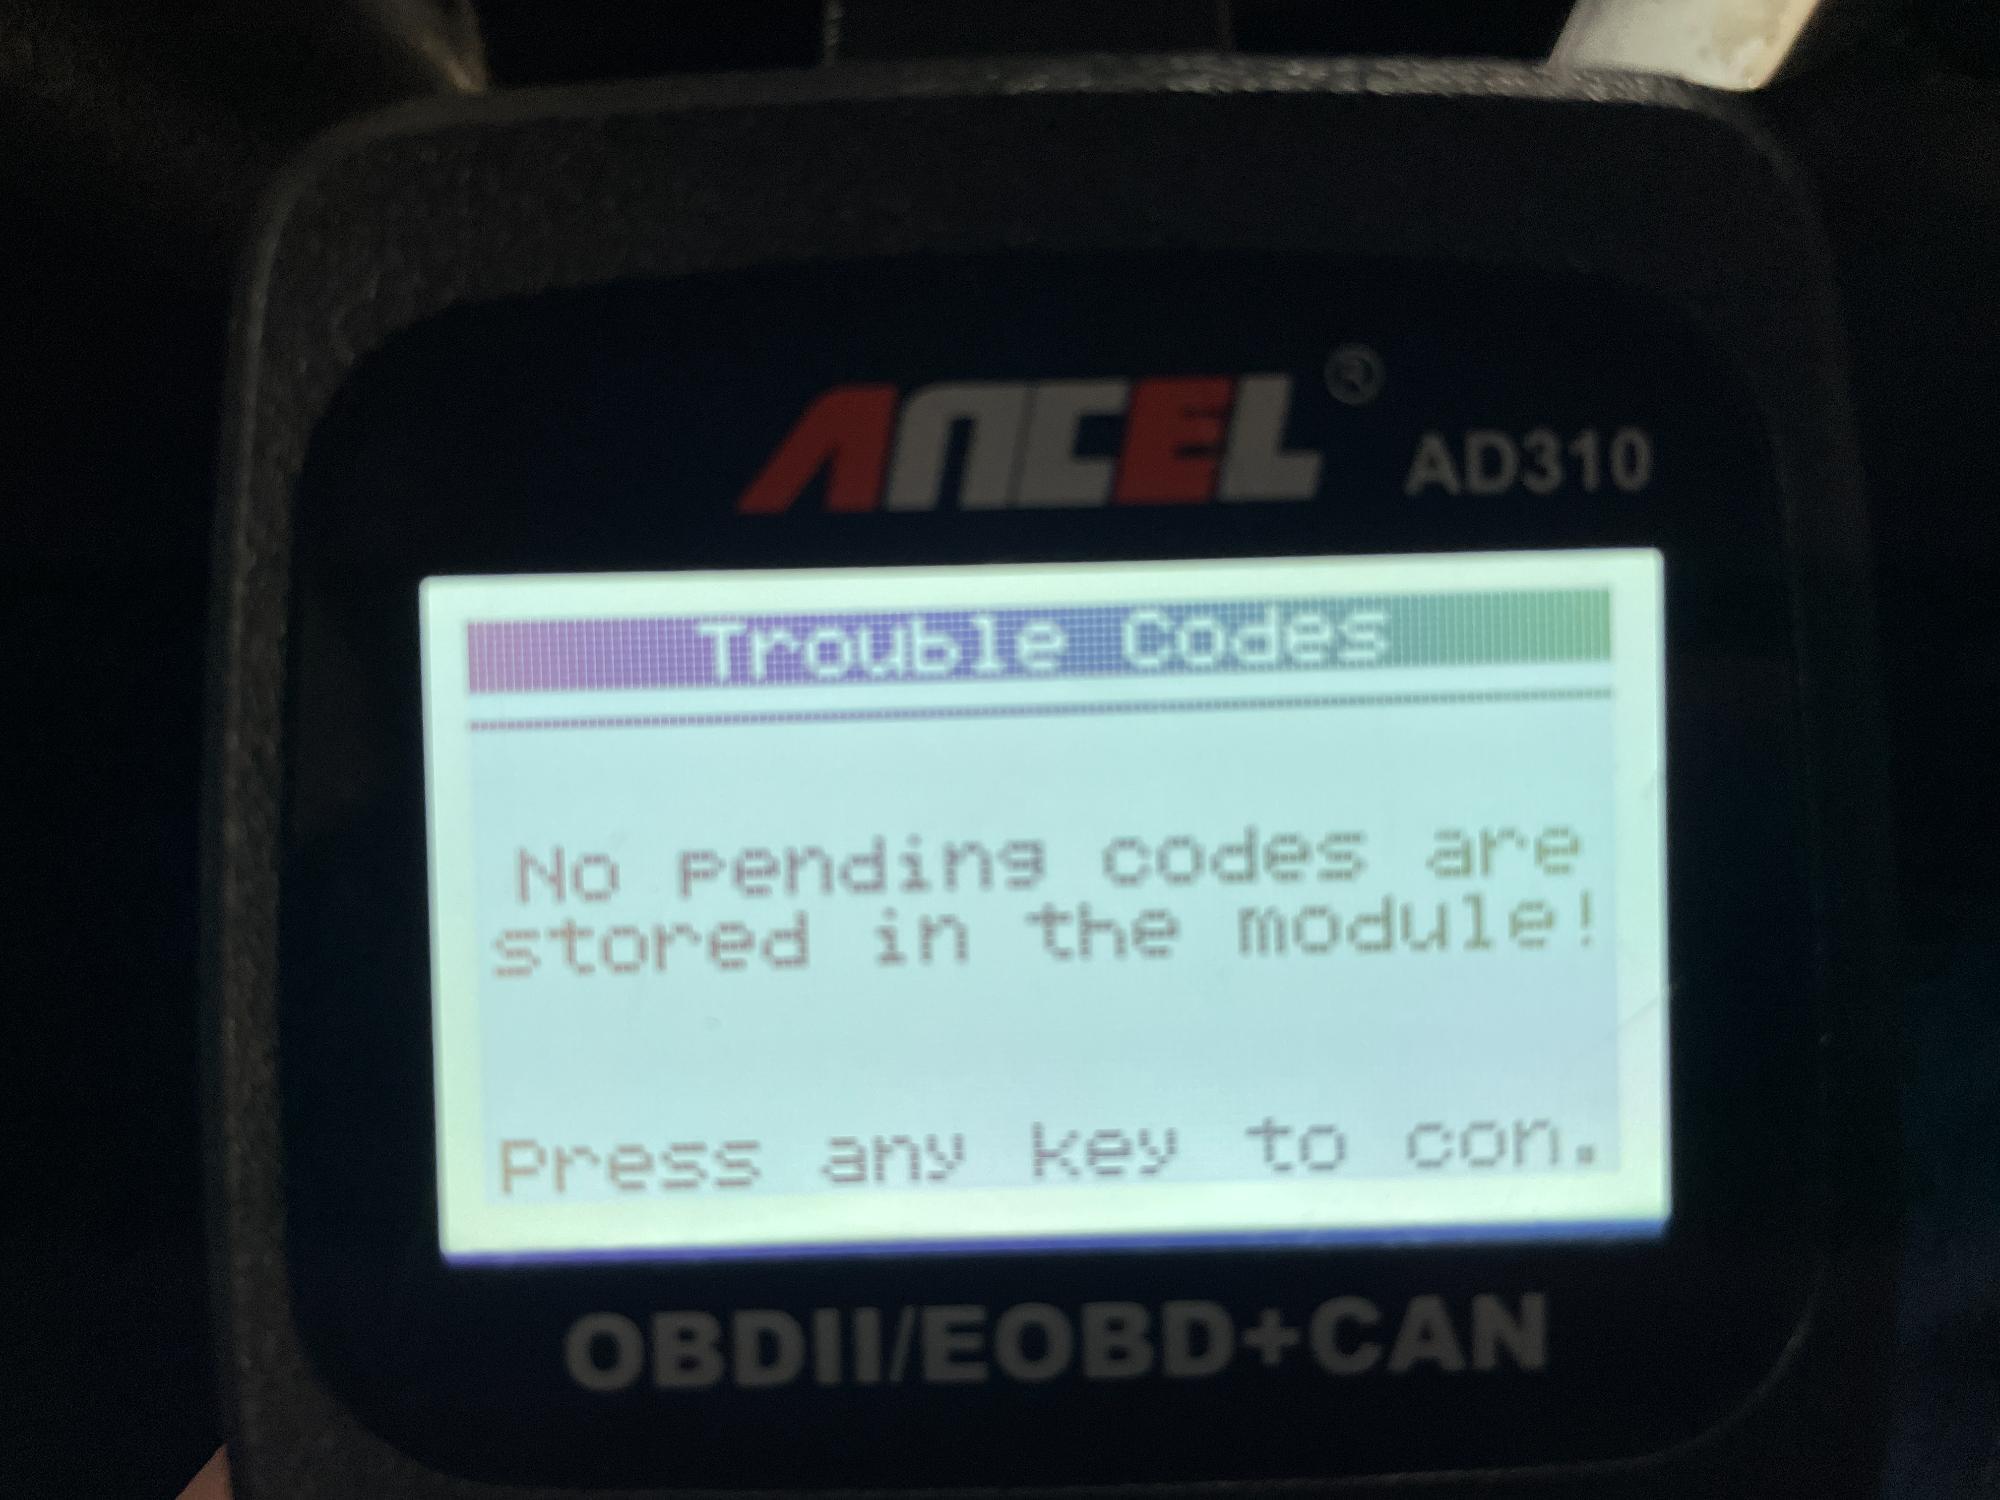 ANCEL®
AD310
Trouble Codes
No pending codes are
stored in the module!
Press any key to con.
OBDII/EOBD+CAN